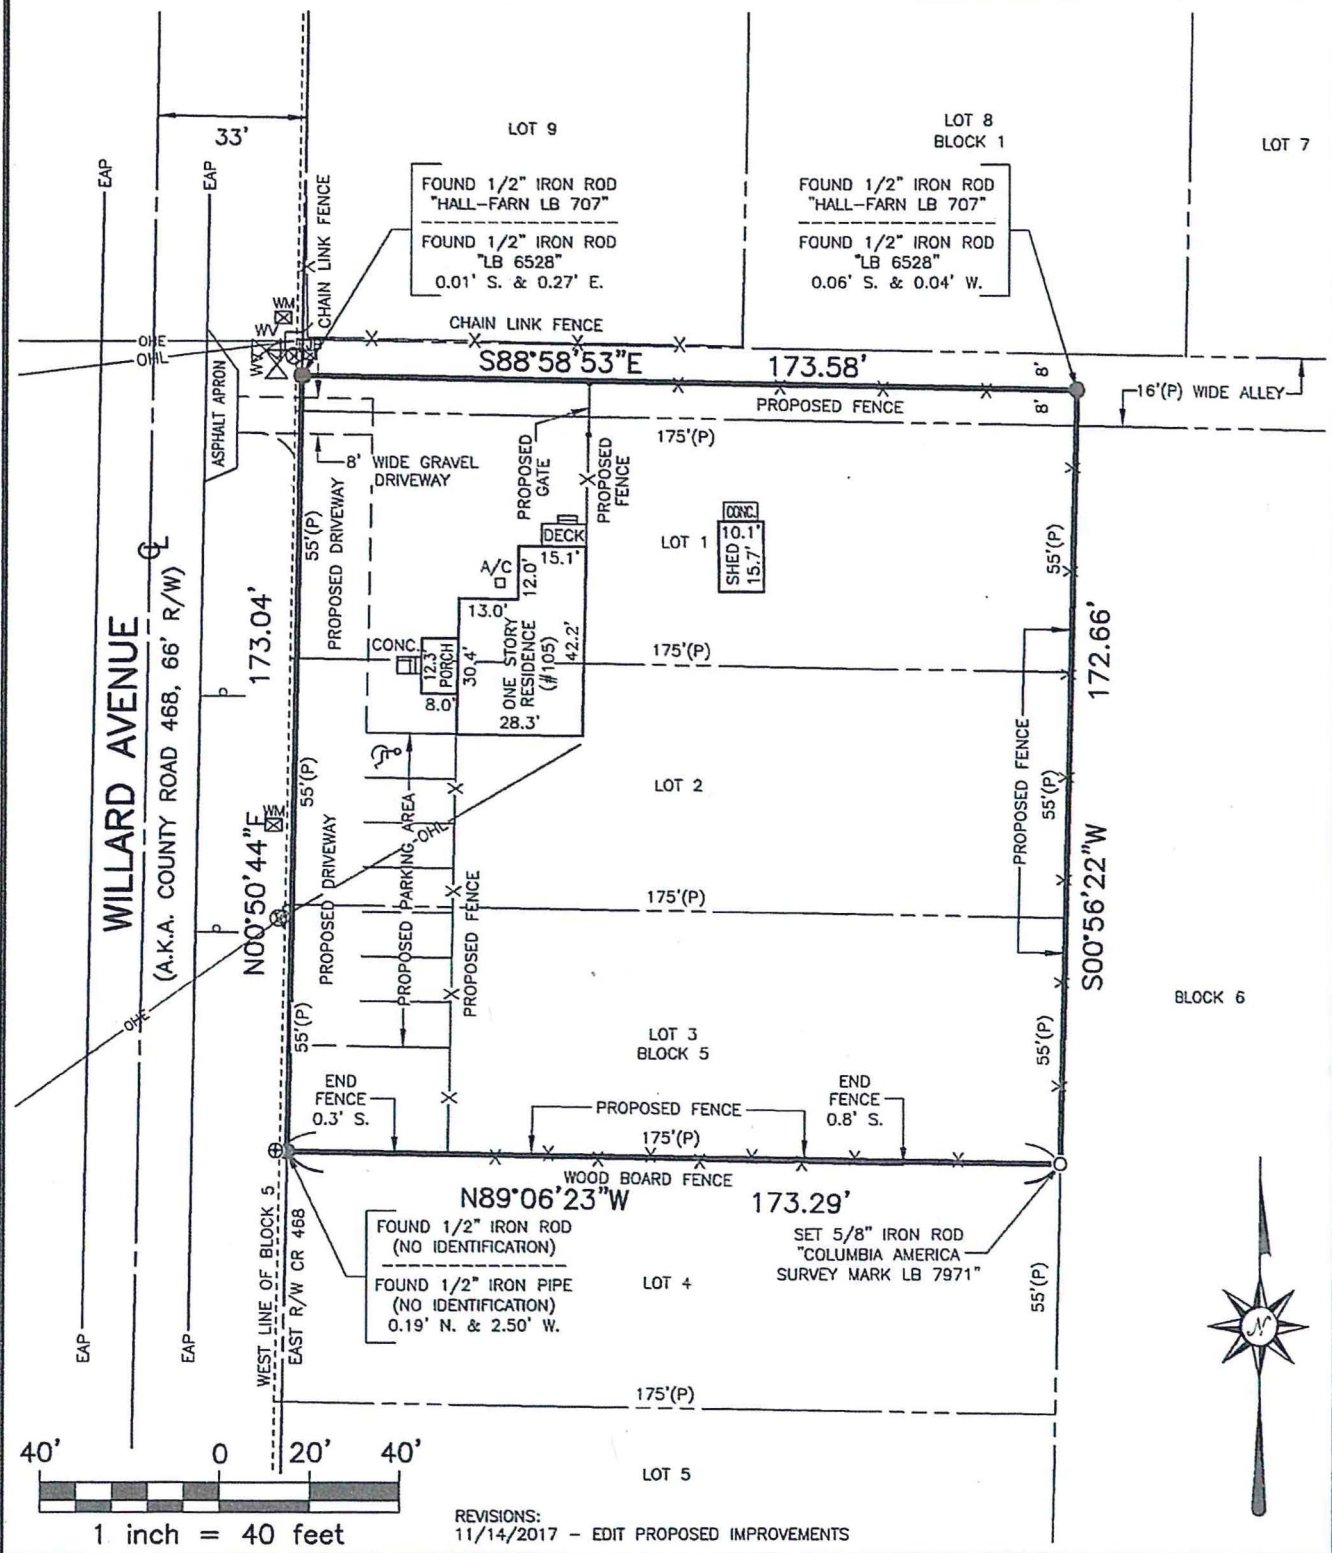 33'
LOT 9
LOT 8
BLOCK 1
LOT 7
EAP
EAP
CHAIN LINK FENCE
FOUND 1/2" IRON ROD
"HALL-FARN LB 707"
FOUND 1/2" IRON ROD
"LB 6528"
0.01' S. & 0.27' E.
FOUND 1/2" IRON ROD
"HALL-FARN LB 707"
FOUND 1/2" IRON ROD
"LB 6528"
0.06' S. & 0.04' W.
WM
WV
WV
OHE
OHL
CHAIN LINK FENCE
S88°58'53"E 173.58'
8'
8'
PROPOSED FENCE
16'(P) WIDE ALLEY
175'(P)
ASPHALT APRON
8' WIDE GRAVEL
DRIVEWAY
PROPOSED
GATE
PROPOSED
FENCE
PROPOSED DRIVEWAY
55'(P)
LOT 1
CONC.
10.1'
SHED
15.7'
55'(P)
DECK
15.1'
A/C
12.0'
13.0'
42.2'
ONE STORY
RESIDENCE
(#105)
30.4'
CONC.
12.3'
PORCH
8.0'
28.3'
175'(P)
173.04'
172.66'
WILLARD AVENUE
(A.K.A. COUNTY ROAD 468, 66' R/W)
CL
N00°50'44"E
55'(P)
WM
LOT 2
PROPOSED FENCE
55'(P)
OHL
PROPOSED PARKING AREA
PROPOSED DRIVEWAY
PROPOSED FENCE
175'(P)
S00°56'22"W
BLOCK 6
OHE
55'(P)
LOT 3
BLOCK 5
55'(P)
END
FENCE
0.3' S.
PROPOSED FENCE
END
FENCE
0.8' S.
175'(P)
WOOD BOARD FENCE
N89°06'23"W 173.29'
FOUND 1/2" IRON ROD
(NO IDENTIFICATION)
FOUND 1/2" IRON PIPE
(NO IDENTIFICATION)
0.19' N. & 2.50' W.
SET 5/8" IRON ROD
"COLUMBIA AMERICA
SURVEY MARK LB 7971"
WEST LINE OF BLOCK 5
EAST R/W CR 468
LOT 4
55'(P)
EAP
EAP
N
175'(P)
LOT 5
40' 0 20' 40'
1 inch = 40 feet
REVISIONS:
11/14/2017 - EDIT PROPOSED IMPROVEMENTS